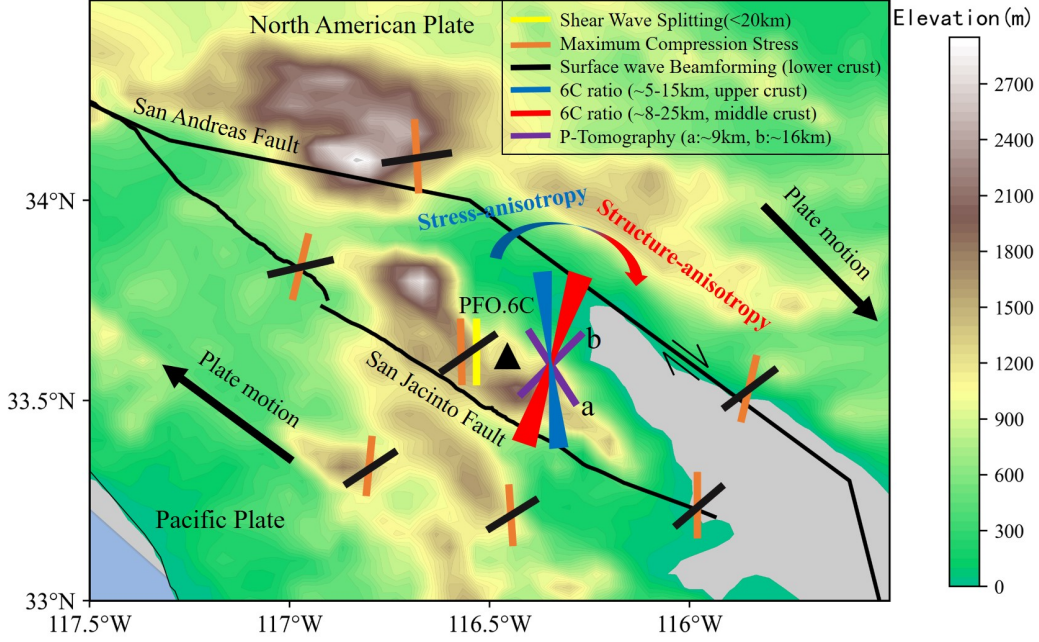 North American Plate
Shear Wave Splitting(<20km)
Maximum Compression Stress
Surface wave Beamforming (lower crust)
6C ratio (~5-15km, upper crust)
6C ratio (~8-25km, middle crust)
P-Tomography (a:~9km, b:~16km)
Elevation(m)
2700
2400
2100
1800
1500
1200
900
600
300
0
San Andreas Fault
Stress-anisotropy
Structure-anisotropy
Plate motion
PFO.6C
b
a
San Jacinto Fault
Plate motion
Pacific Plate
34°N
33.5°N
33°N
117.5°W
117°W
116.5°W
116°W